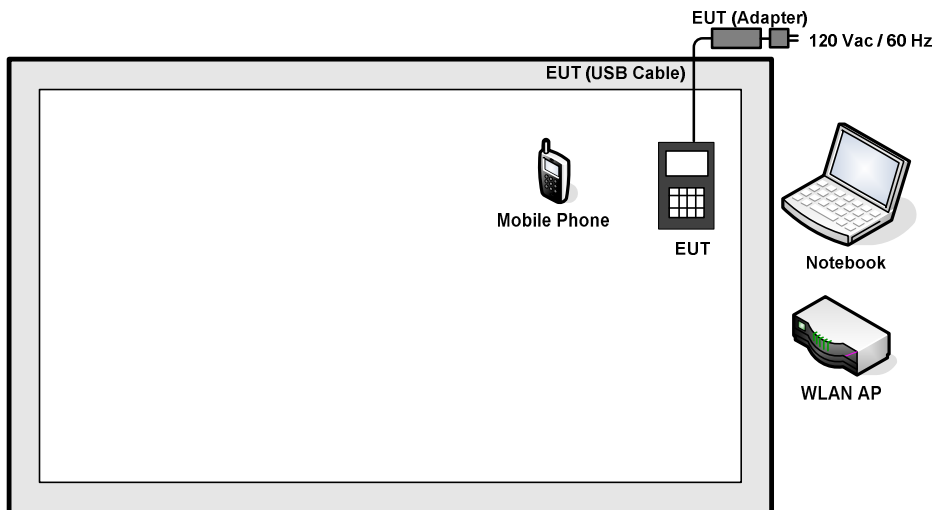 EUT (Adapter)
120 Vac / 60 Hz
EUT (USB Cable)
Mobile Phone
EUT
Notebook
WLAN AP